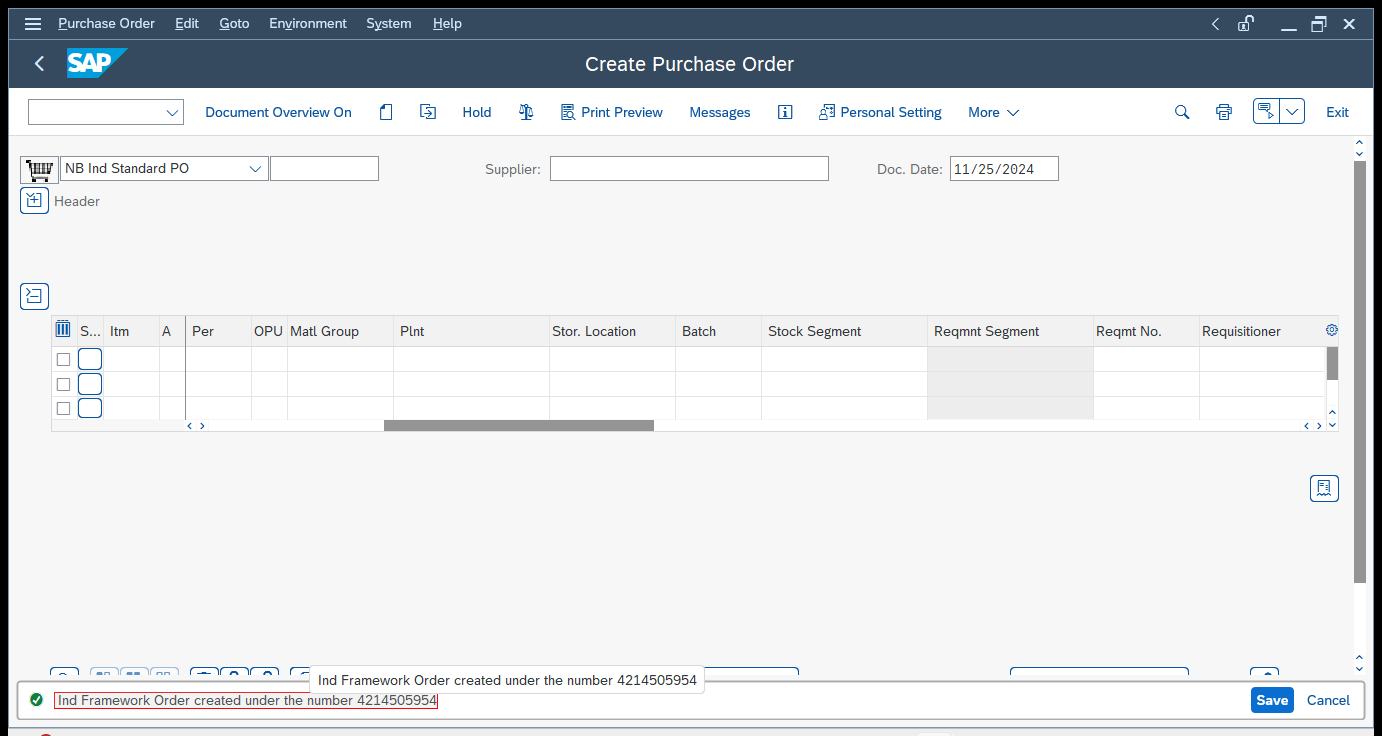 Purchase Order Edit Goto Environment System Help
SAP Create Purchase Order
Document Overview On Hold Print Preview Messages Personal Setting More Exit
NB Ind Standard PO Supplier: Doc. Date: 11/25/2024
Header
S... Itm A Per OPU Matl Group Plnt Stor. Location Batch Stock Segment Reqmnt Segment Reqmt No. Requisitioner
Ind Framework Order created under the number 4214505954
Ind Framework Order created under the number 4214505954 Save Cancel